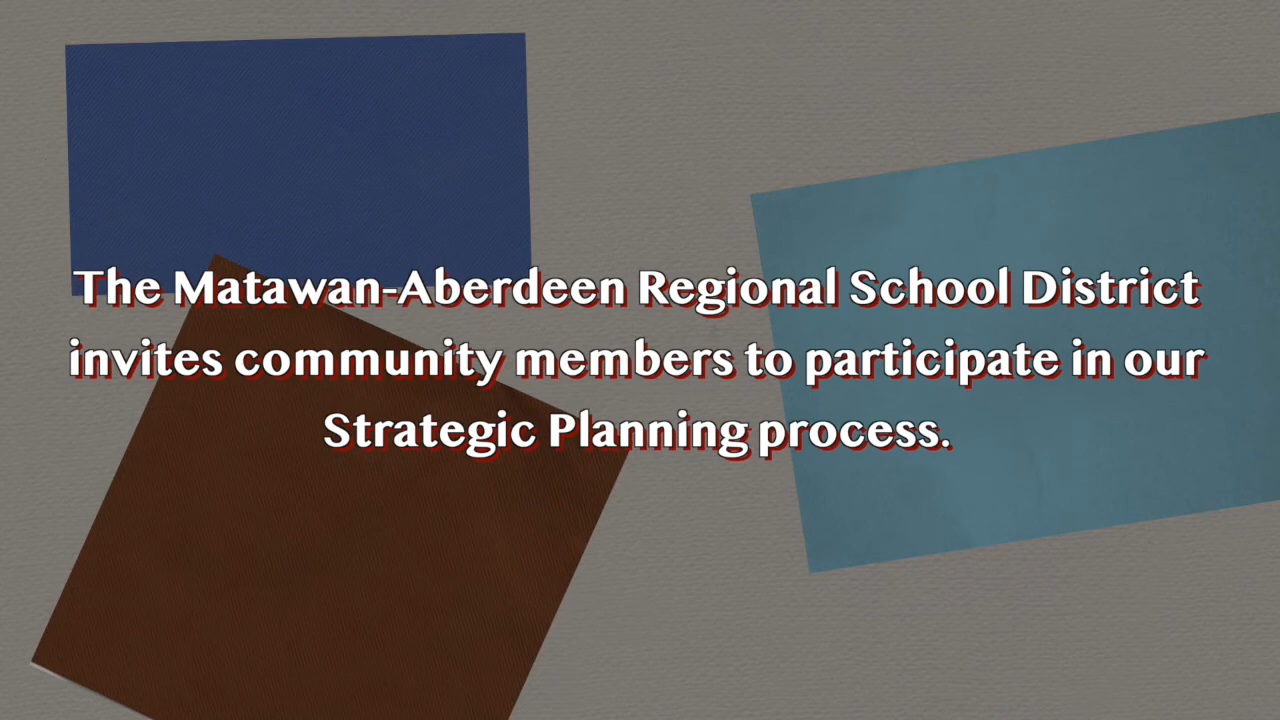 The Matawan-Aberdeen Regional School District
invites community members to participate in our
Strategic Planning process.